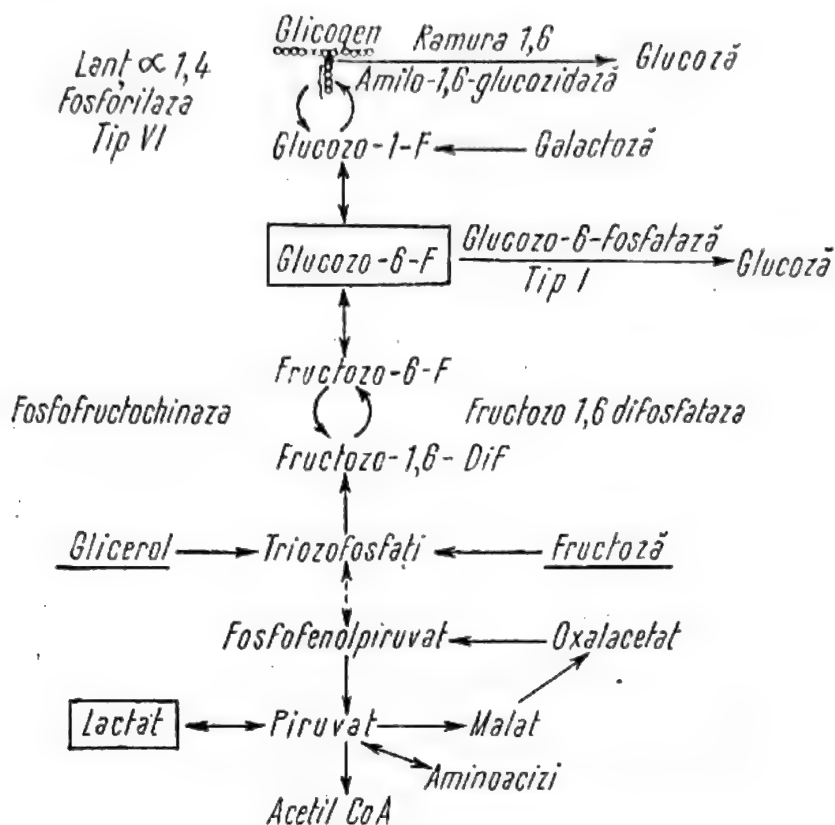 Glicogen
Ramura 1,6
Glucoză
Lanț ∝ 1,4
Amilo-1,6-glucozidază
Fosforilaza
Tip VI
Glucozo-1-F
Galactoză
Glucozo-6-F
Glucozo-6-fosfatază
Glucoză
Tip I
Fructozo-6-F
Fosfofructochinaza
Fructozo 1,6 difosfataza
Fructozo-1,6-DiF
Glicerol
Triozofosfați
Fructoză
Fosfofenolpiruvat
Oxalacetat
Lactat
Piruvat
Malat
Aminoacizi
Acetil CoA